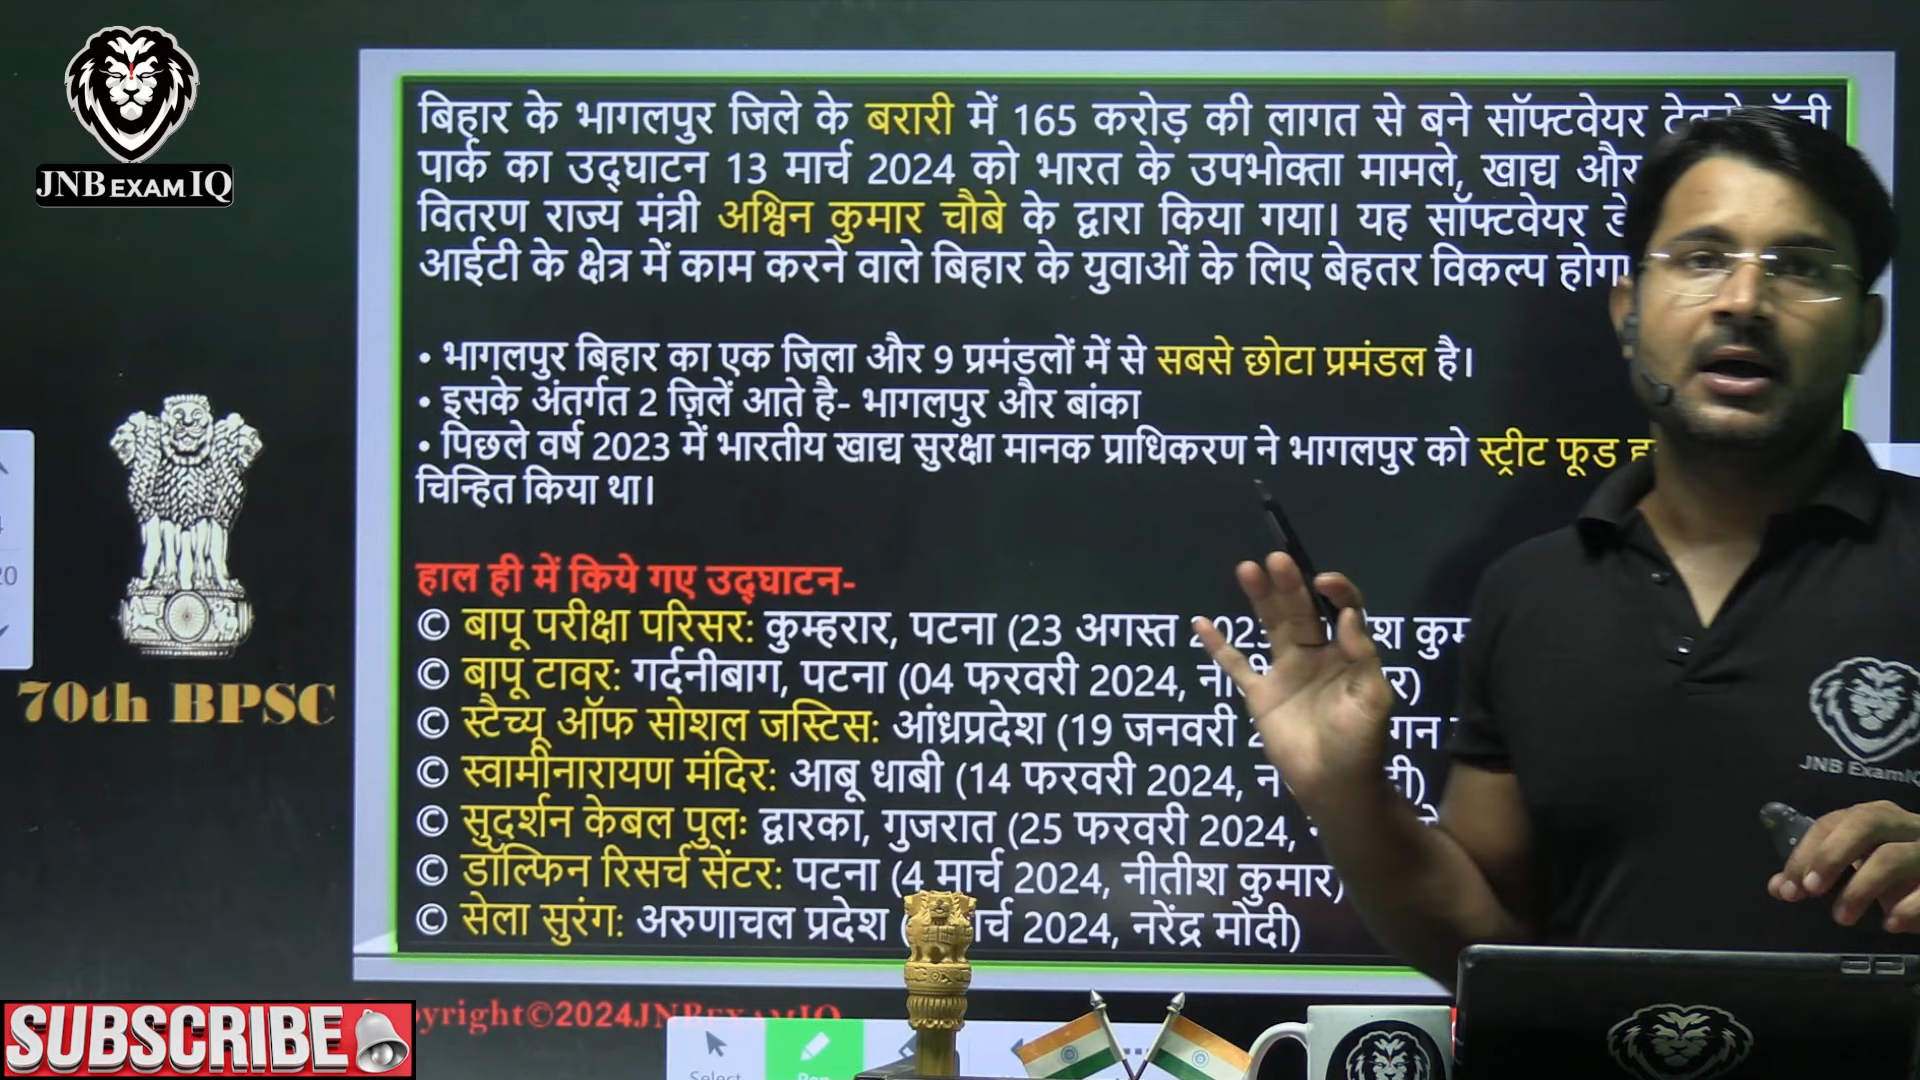 JNB EXAM IQ
बिहार के भागलपुर जिले के बरारी में 165 करोड़ की लागत से बने सॉफ्टवेयर
पार्क का उद्घाटन 13 मार्च 2024 को भारत के उपभोक्ता मामले, खाद्य और
वितरण राज्य मंत्री अश्विन कुमार चौबे के द्वारा किया गया। यह सॉफ्टवेयर
आईटी के क्षेत्र में काम करने वाले बिहार के युवाओं के लिए बेहतर विकल्प होगा
• भागलपुर बिहार का एक जिला और 9 प्रमंडलों में से सबसे छोटा प्रमंडल है।
• इसके अंतर्गत 2 ज़िलें आते है- भागलपुर और बांका
• पिछले वर्ष 2023 में भारतीय खाद्य सुरक्षा मानक प्राधिकरण ने भागलपुर को स्ट्रीट फूड
चिन्हित किया था।
हाल ही में किये गए उद्घाटन-
© बापू परीक्षा परिसर: कुम्हरार, पटना (23 अगस्त 2023
© बापू टावर: गर्दनीबाग, पटना (04 फरवरी 2024,
© स्टैच्यू ऑफ सोशल जस्टिस: आंध्रप्रदेश (19 जनवरी
© स्वामीनारायण मंदिर: आबू धाबी (14 फरवरी 2024,
© सुदर्शन केबल पुलः द्वारका, गुजरात (25 फरवरी 2024,
© डॉल्फिन रिसर्च सेंटर: पटना (4 मार्च 2024, नीतीश कुमार)
© सेला सुरंग: अरुणाचल प्रदेश 2024, नरेंद्र मोदी)
70th BPSC
JNB ExamIQ
SUBSCRIBE
Select
Pen